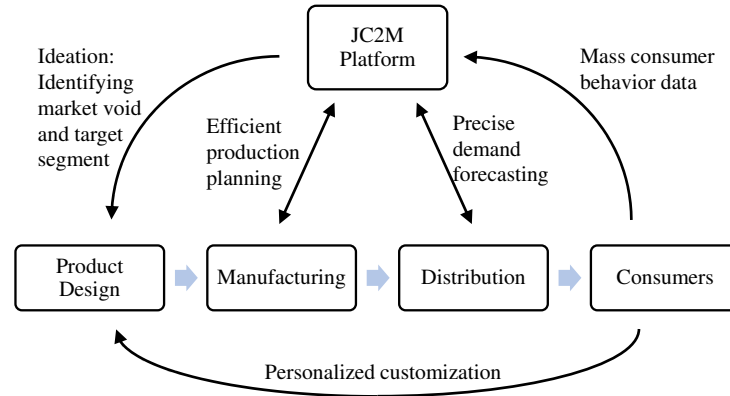 JC2M
Platform
Ideation:
Identifying
market void
and target
segment
Mass consumer
behavior data
Efficient
production
planning
Precise
demand
forecasting
Product
Design
Manufacturing
Distribution
Consumers
Personalized customization